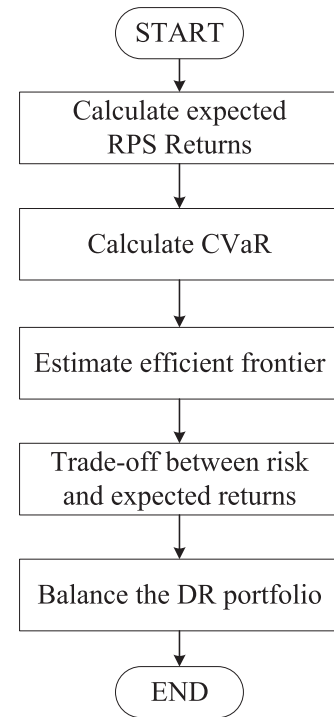 START
Calculate expected
RPS Returns
Calculate CVaR
Estimate efficient frontier
Trade-off between risk
and expected returns
Balance the DR portfolio
END